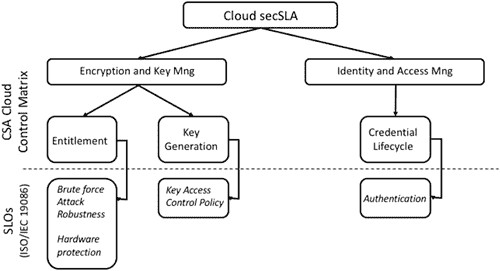 Cloud secSLA
CSA Cloud
Control Matrix
Encryption and Key Mng
Identity and Access Mng
Entitlement
Key
Generation
Credential
Lifecycle
SLOs
(ISO/IEC 19086)
Brute force
Attack
Robustness
Hardware
protection
Key Access
Control Policy
Authentication